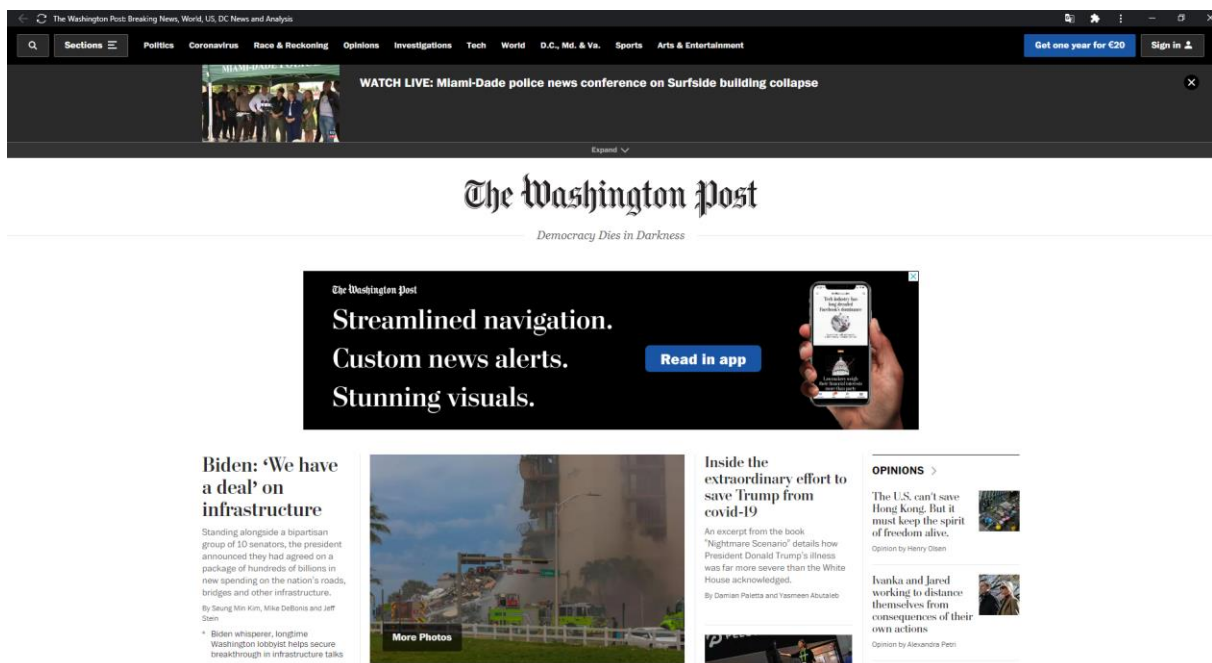 The Washington Post: Breaking News, World, US, DC News and Analysis
Sections Politics Coronavirus Race & Reckoning Opinions Investigations Tech World D.C., Md. & Va. Sports Arts & Entertainment Get one year for €20 Sign in
MIAMI-DADE POLICE
WATCH LIVE: Miami-Dade police news conference on Surfside building collapse
Expand
The Washington Post
Democracy Dies in Darkness
The Washington Post
Streamlined navigation.
Custom news alerts.
Stunning visuals.
Read in app
Tech industry has
long dreaded
Facebook's dominance
Biden: ‘We have
a deal’ on
infrastructure
Standing alongside a bipartisan
group of 10 senators, the president
announced they had agreed on a
package of hundreds of billions in
new spending on the nation's roads,
bridges and other infrastructure.
By Seung Min Kim, Mike DeBonis and Jeff
Stein
Biden whisperer, longtime
Washington lobbyist helps secure
breakthrough in infrastructure talks
More Photos
Inside the
extraordinary effort to
save Trump from
covid-19
An excerpt from the book
"Nightmare Scenario" details how
President Donald Trump's illness
was far more severe than the White
House acknowledged.
By Damian Paletta and Yasmeen Abutaleb
OPINIONS
The U.S. can't save
Hong Kong. But it
must keep the spirit
of freedom alive.
Opinion by Henry Olsen
Ivanka and Jared
working to distance
themselves from
consequences of their
own actions
Opinion by Alexandra Petri